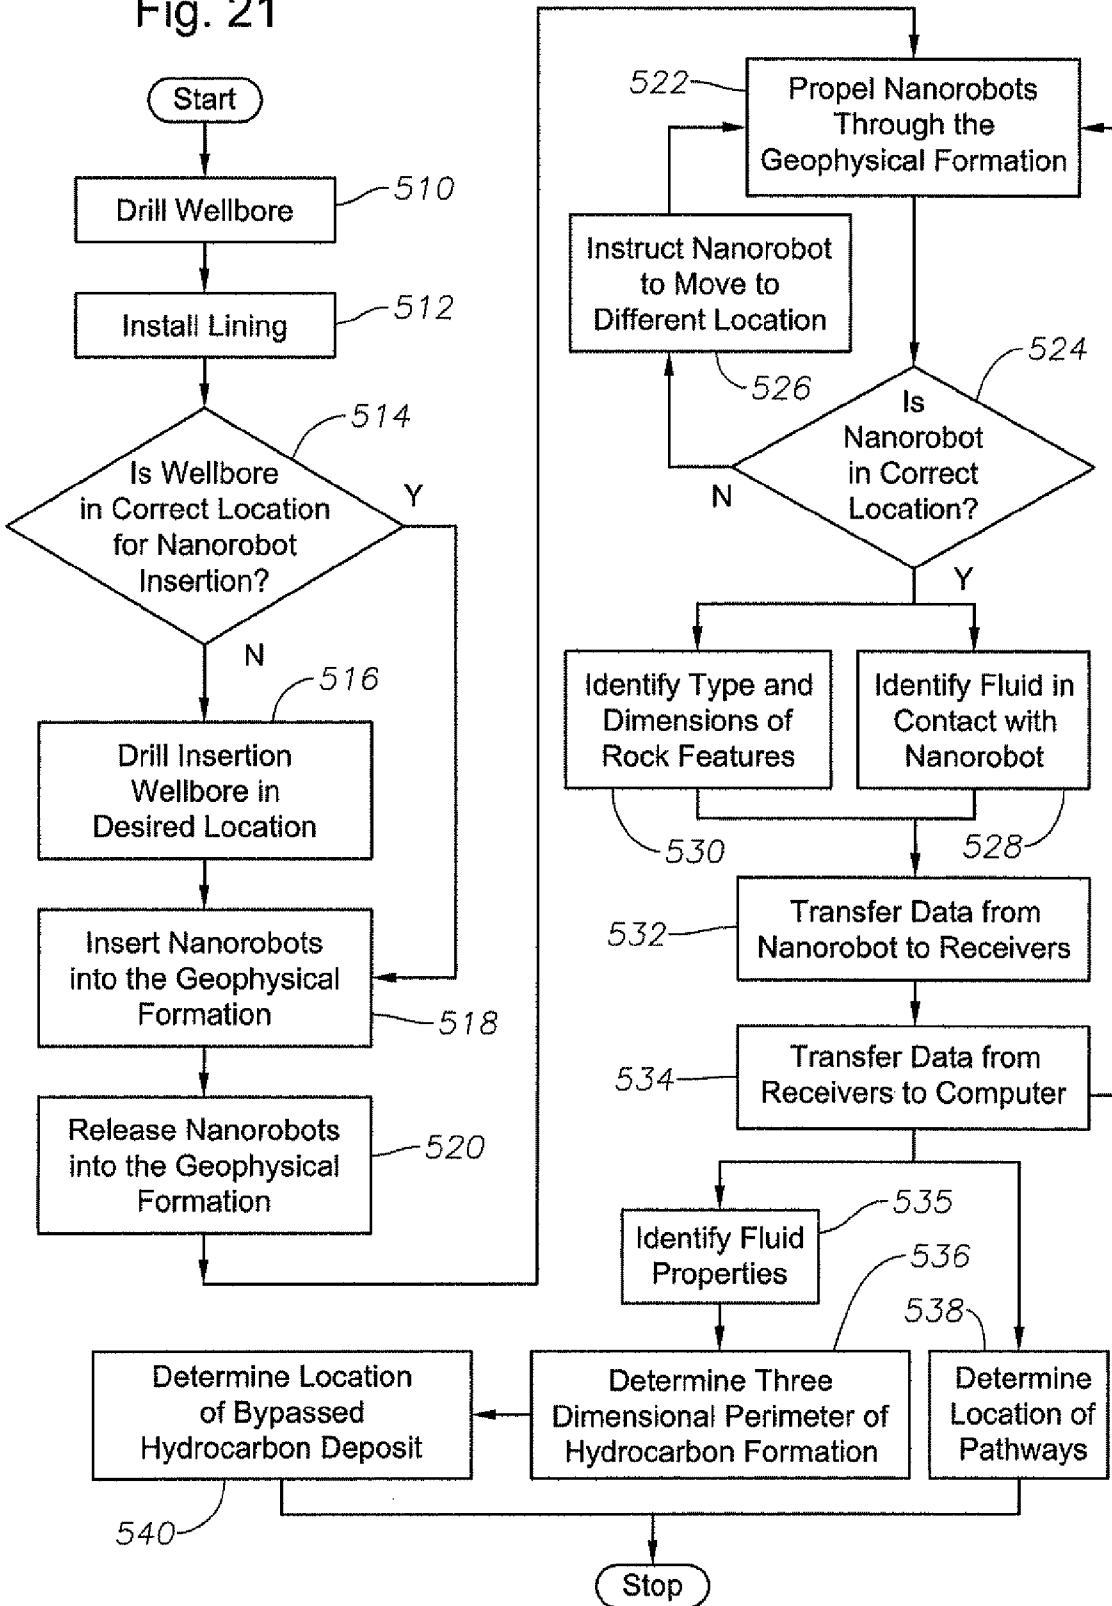 Fig. 21
Start
Drill Wellbore
510
Install Lining
512
Is Wellbore
in Correct Location
for Nanorobot
Insertion?
514
Y
N
Drill Insertion
Wellbore in
Desired Location
516
Insert Nanorobots
into the Geophysical
Formation
518
Release Nanorobots
into the Geophysical
Formation
520
Propel Nanorobots
Through the
Geophysical Formation
522
Instruct Nanorobot
to Move to
Different Location
526
Is
Nanorobot
in Correct
Location?
524
N
Y
Identify Type and
Dimensions of
Rock Features
530
Identify Fluid in
Contact with
Nanorobot
528
Transfer Data from
Nanorobot to Receivers
532
Transfer Data from
Receivers to Computer
534
Identify Fluid
Properties
535
Determine Three
Dimensional Perimeter of
Hydrocarbon Formation
536
Determine
Location of
Pathways
538
Determine Location
of Bypassed
Hydrocarbon Deposit
540
Stop